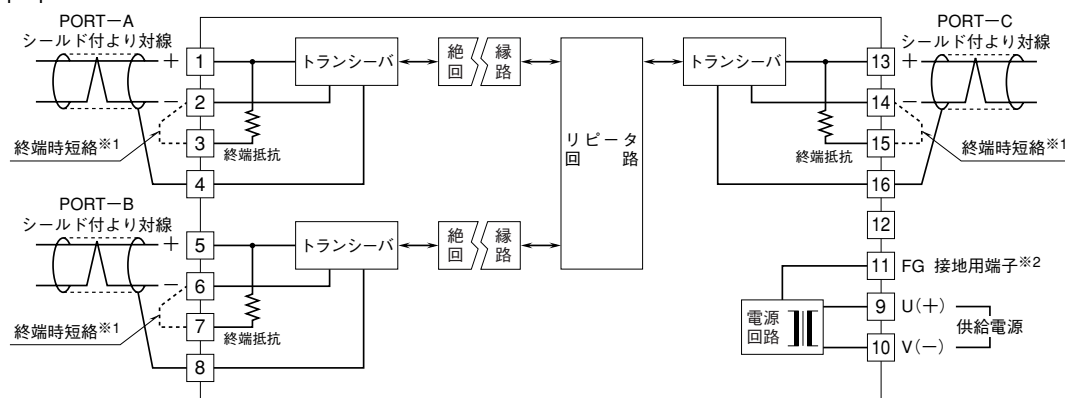 PORT－A
シールド付より対線
＋ 1
－ 2
3
終端時短絡※1
終端抵抗
4
トランシーバ
絶 縁
回 路
リピータ
回 路
トランシーバ
PORT－C
シールド付より対線
13 ＋
14 －
15
終端時短絡※1
終端抵抗
16
12
PORT－B
シールド付より対線
＋ 5
－ 6
7
終端時短絡※1
終端抵抗
8
トランシーバ
絶 縁
回 路
11 FG 接地用端子※2
電源
回路
9 U(＋)
供給電源
10 V(－)